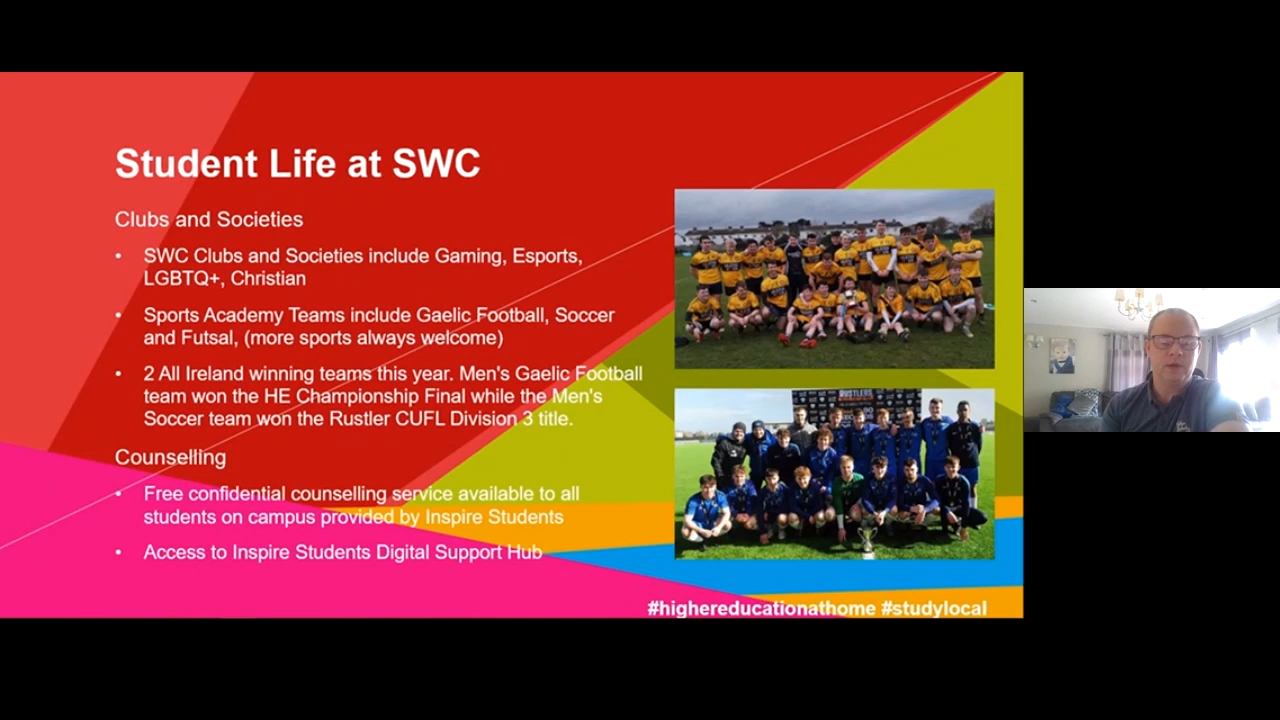 Student Life at SWC
Clubs and Societies
• SWC Clubs and Societies include Gaming, Esports,
LGBTQ+, Christian
• Sports Academy Teams include Gaelic Football, Soccer
and Futsal, (more sports always welcome)
• 2 All Ireland winning teams this year. Men's Gaelic Football
team won the HE Championship Final while the Men's
Soccer team won the Rustler CUFL Division 3 title.
Counselling
• Free confidential counselling service available to all
students on campus provided by Inspire Students
• Access to Inspire Students Digital Support Hub
RUSTLERS
#highereducationathome #studylocal